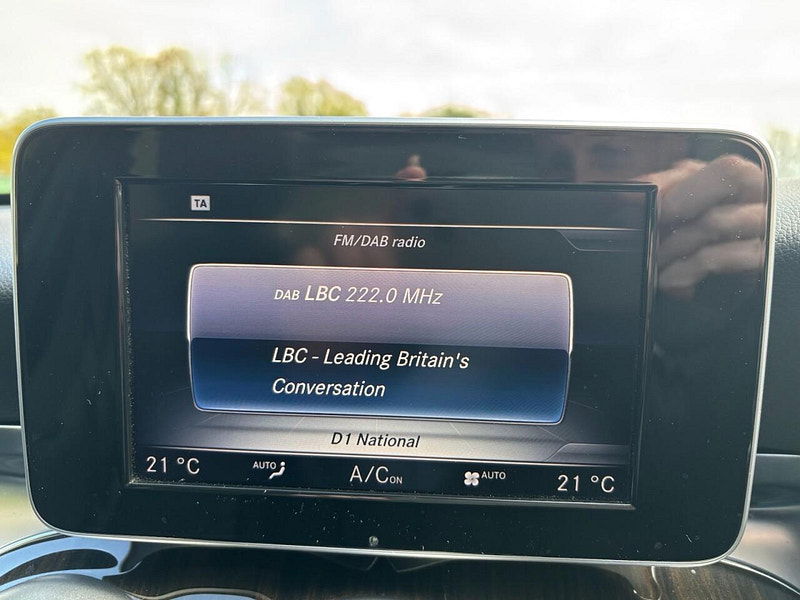 TA
FM/DAB radio
DAB LBC 222.0 MHz
LBC - Leading Britain's
Conversation
D1 National
21 °C AUTO A/C ON AUTO 21 °C